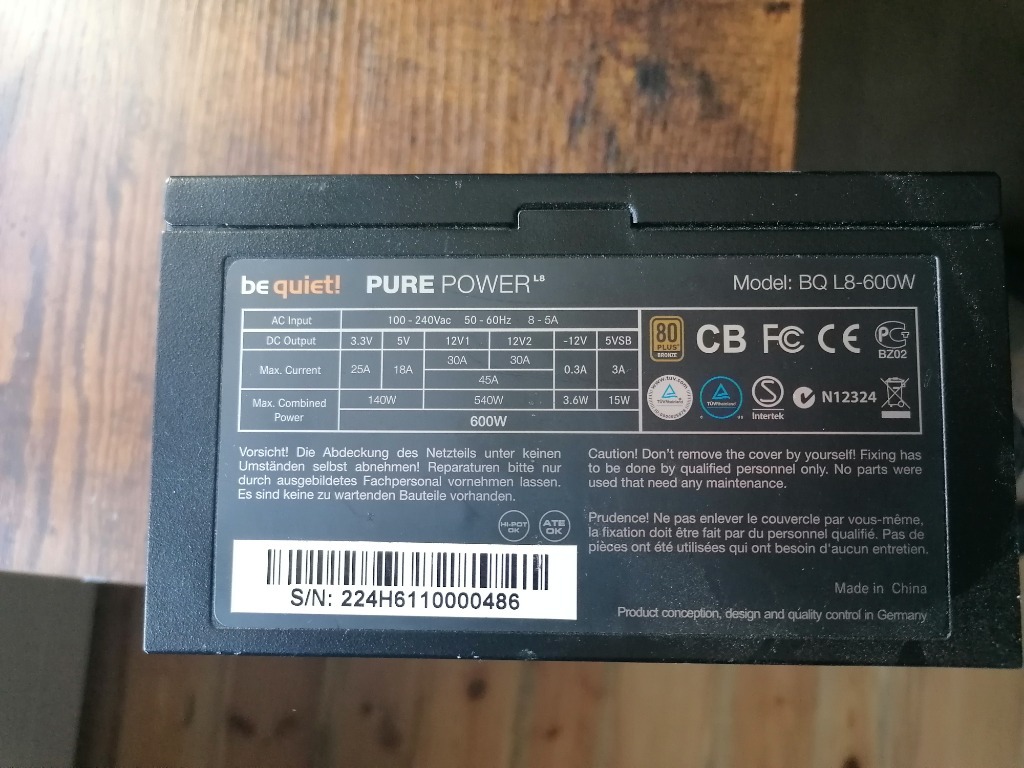 be quiet! PURE POWER L8 Model: BQ L8-600W
AC Input 100 - 240Vac 50 - 60Hz 8 - 5A
DC Output 3.3V 5V 12V1 12V2 -12V 5VSB
Max. Current 25A 18A 30A 30A 0.3A 3A
45A
Max. Combined Power 140W 540W 3.6W 15W
600W
80 PLUS BRONZE
CB FC CE PG
BZ02
www.tuv.com
TÜVRheinland
TÜVRheinland
S Intertek
N12324
Vorsicht! Die Abdeckung des Netzteils unter keinen
Umständen selbst abnehmen! Reparaturen bitte nur
durch ausgebildetes Fachpersonal vornehmen lassen.
Es sind keine zu wartenden Bauteile vorhanden.
Caution! Don't remove the cover by yourself! Fixing has
to be done by qualified personnel only. No parts were
used that need any maintenance.
HI-POT OK
ATE OK
Prudence! Ne pas enlever le couvercle par vous-même,
la fixation doit être fait par du personnel qualifié. Pas de
pièces ont été utilisées qui ont besoin d'aucun entretien.
S/N: 224H6110000486
Made in China
Product conception, design and quality control in Germany